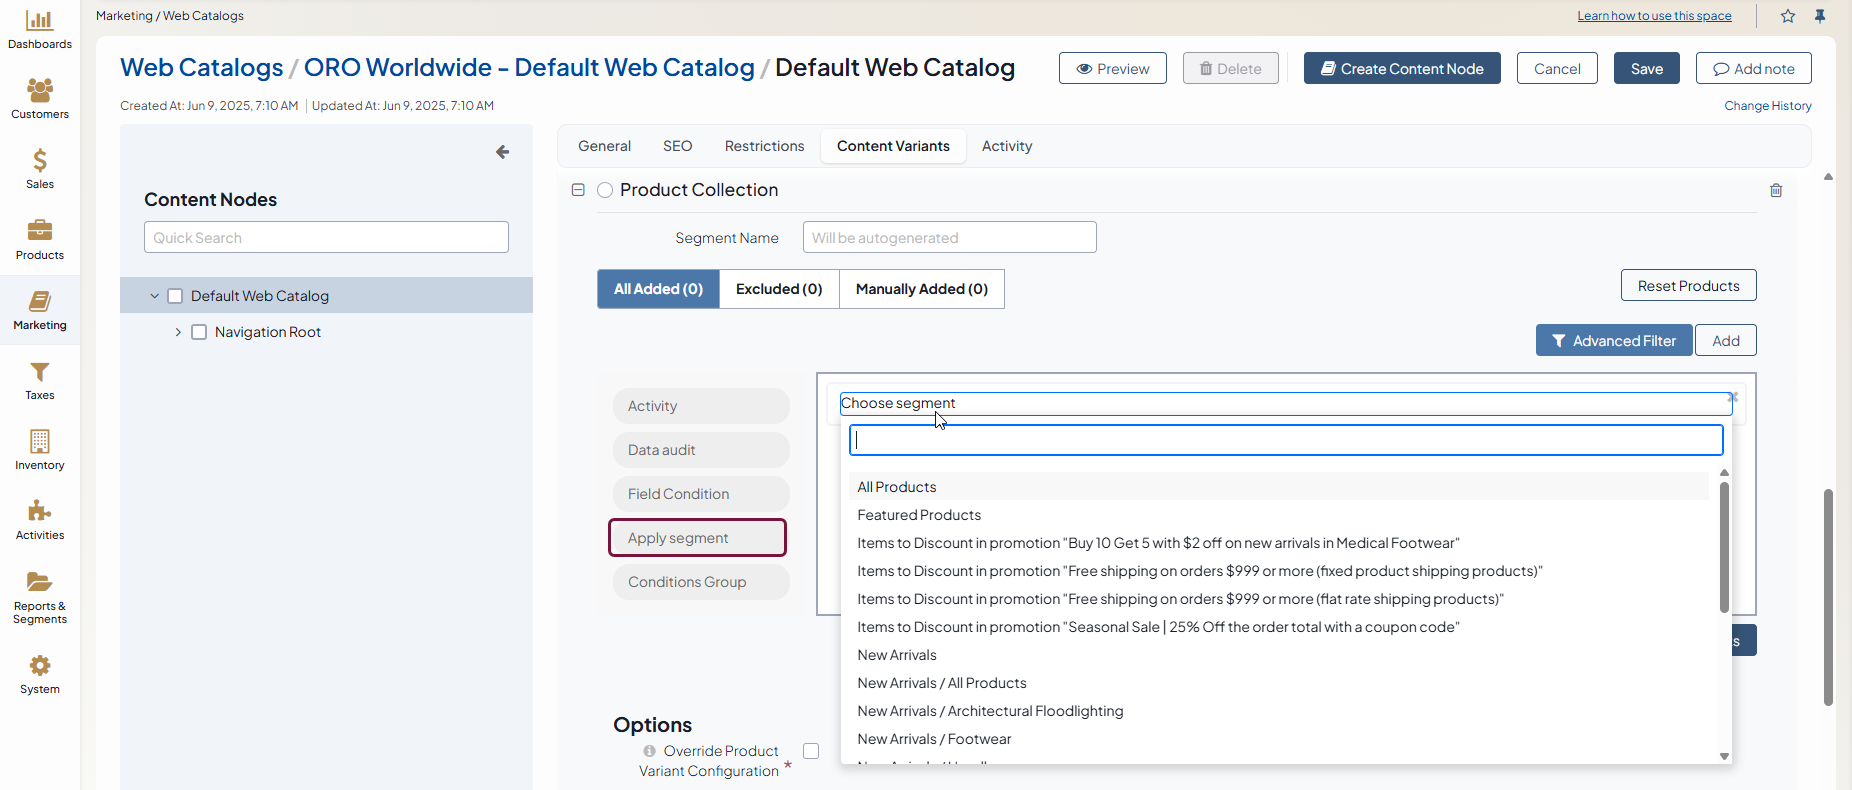 Marketing / Web Catalogs
Learn how to use this space
Dashboards
Customers
Sales
Products
Marketing
Taxes
Inventory
Activities
Reports &
Segments
System
Web Catalogs / ORO Worldwide - Default Web Catalog / Default Web Catalog
Preview
Delete
Create Content Node
Cancel
Save
Add note
Created At: Jun 9, 2025, 7:10 AM
Updated At: Jun 9, 2025, 7:10 AM
Change History
Content Nodes
Quick Search
Default Web Catalog
Navigation Root
General
SEO
Restrictions
Content Variants
Activity
Product Collection
Segment Name
Will be autogenerated
All Added (0)
Excluded (0)
Manually Added (0)
Reset Products
Advanced Filter
Add
Activity
Data audit
Field Condition
Apply segment
Conditions Group
Choose segment
All Products
Featured Products
Items to Discount in promotion "Buy 10 Get 5 with $2 off on new arrivals in Medical Footwear"
Items to Discount in promotion "Free shipping on orders $999 or more (fixed product shipping products)"
Items to Discount in promotion "Free shipping on orders $999 or more (flat rate shipping products)"
Items to Discount in promotion "Seasonal Sale | 25% Off the order total with a coupon code"
New Arrivals
New Arrivals / All Products
New Arrivals / Architectural Floodlighting
New Arrivals / Footwear
Options
Override Product
Variant Configuration *